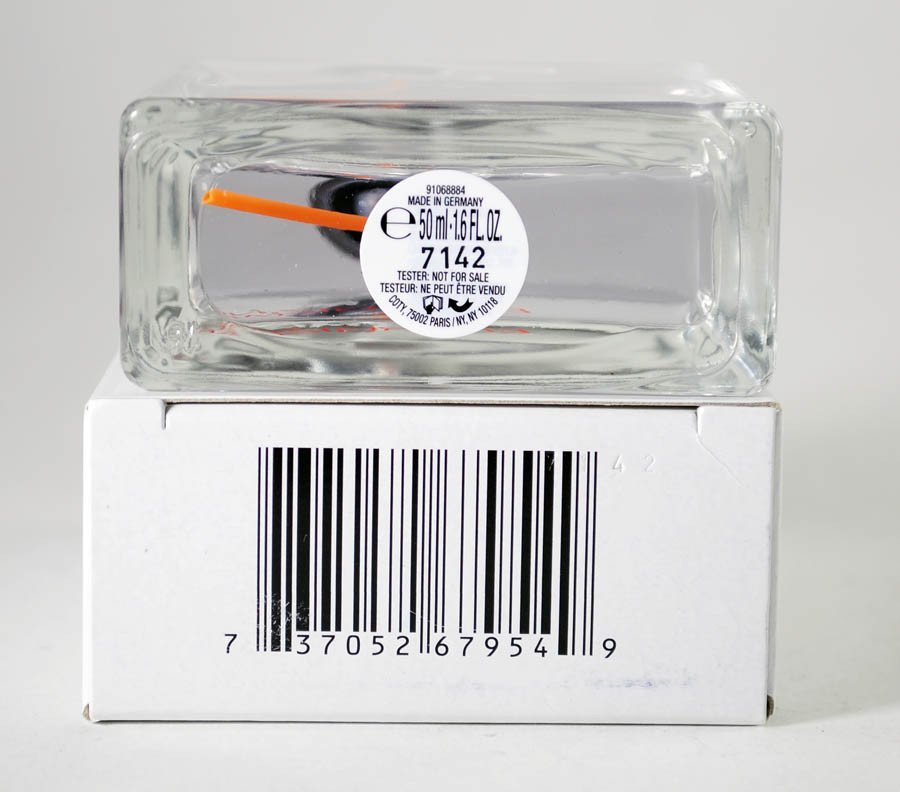 91068884
MADE IN GERMANY
℮ 50 ml·1.6 FL. OZ.
7142
TESTER: NOT FOR SALE
TESTEUR: NE PEUT ÊTRE VENDU
COTY, 75002 PARIS / NY, NY 10118
42
7 37052 67954 9